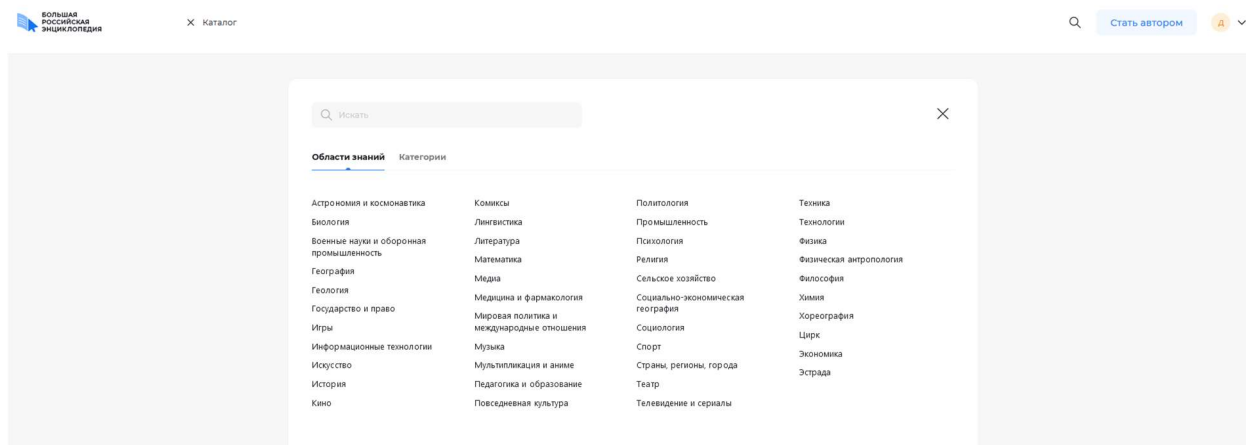 БОЛЬШАЯ
РОССИЙСКАЯ
ЭНЦИКЛОПЕДИЯ
Каталог
Стать автором
Д
Искать
Области знаний
Категории
Астрономия и космонавтика
Биология
Военные науки и оборонная
промышленность
География
Геология
Государство и право
Игры
Информационные технологии
Искусство
История
Кино
Комиксы
Лингвистика
Литература
Математика
Медиа
Медицина и фармакология
Мировая политика и
международные отношения
Музыка
Мультипликация и аниме
Педагогика и образование
Повседневная культура
Политология
Промышленность
Психология
Религия
Сельское хозяйство
Социально-экономическая
география
Социология
Спорт
Страны, регионы, города
Театр
Телевидение и сериалы
Техника
Технологии
Физика
Физическая антропология
Философия
Химия
Хореография
Цирк
Экономика
Эстрада